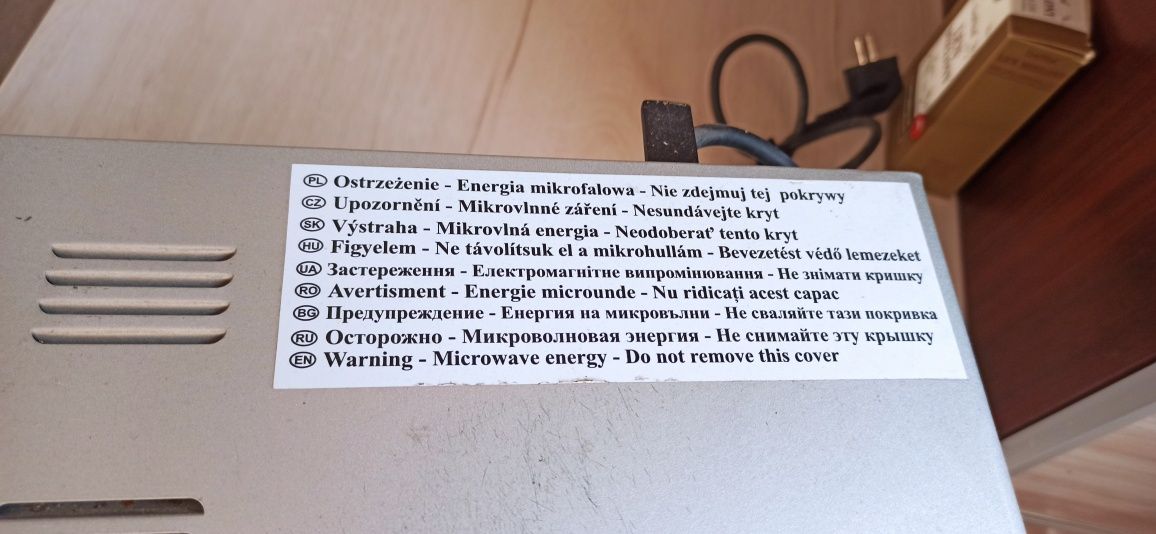 PL Ostrzeżenie - Energia mikrofalowa - Nie zdejmuj tej pokrywy
CZ Upozornění - Mikrovlnné záření - Nesundávejte kryt
SK Výstraha - Mikrovlná energia - Neodoberať tento kryt
HU Figyelem - Ne távolítsuk el a mikrohullám - Bevezetést védő lemezeket
UA Застереження - Електромагнітне випромінювання - Не знімати кришку
RO Avertisment - Energie microunde - Nu ridicați acest capac
BG Предупреждение - Енергия на микровълни - Не сваляйте тази покривка
RU Осторожно - Микроволновая энергия - Не снимайте эту крышку
EN Warning - Microwave energy - Do not remove this cover